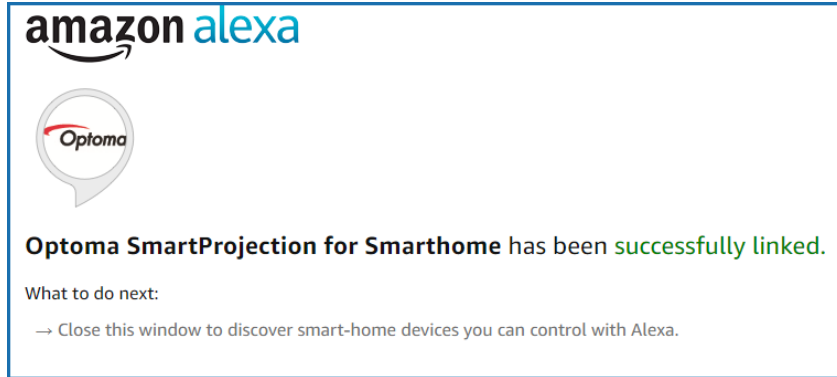 amazon alexa
Optoma
Optoma SmartProjection for Smarthome has been successfully linked.
What to do next:
→ Close this window to discover smart-home devices you can control with Alexa.